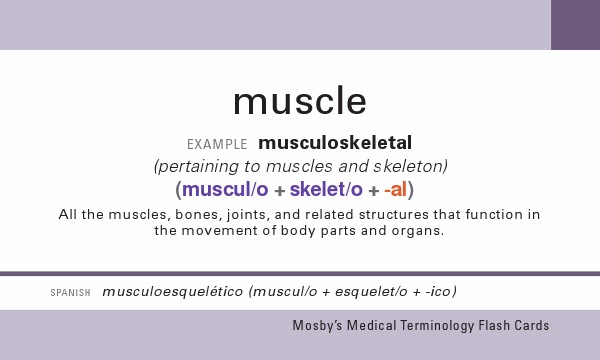 muscle
EXAMPLE musculoskeletal
(pertaining to muscles and skeleton)
(muscul/o + skelet/o + -al)
All the muscles, bones, joints, and related structures that function in
the movement of body parts and organs.
SPANISH musculoesquelético (muscul/o + esquelet/o + -ico)
Mosby's Medical Terminology Flash Cards